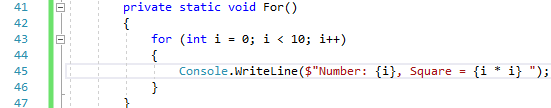 41 private static void For()
42 {
43 for (int i = 0; i < 10; i++)
44 {
45 Console.WriteLine($"Number: {i}, Square = {i * i} ");
46 }
47 }